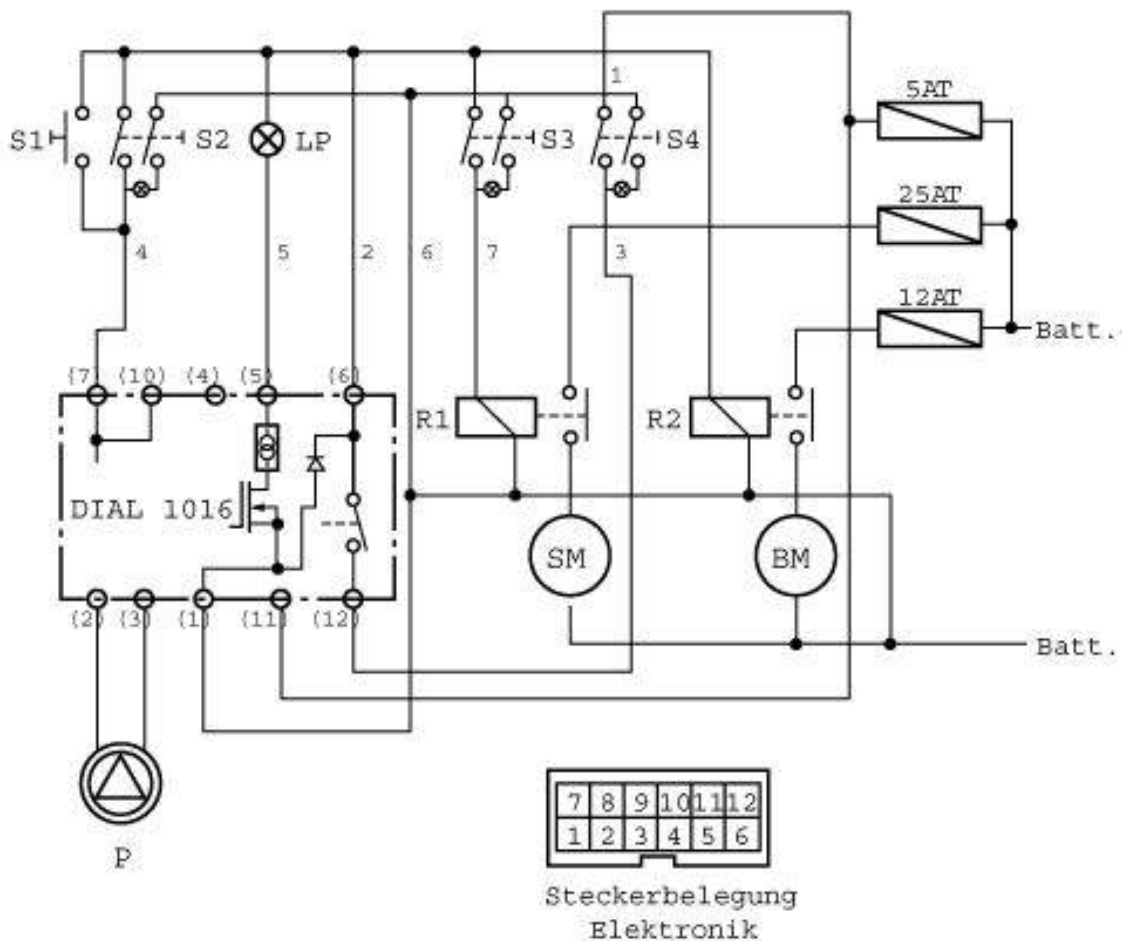 1
5AT
S1
S2
LP
S3
S4
25AT
4
5
2
6
7
3
12AT
Batt.
(7)
(10)
(4)
(5)
(6)
R1
R2
DIAL 1016
SM
BM
(2)
(3)
(1)
(11)
(12)
Batt.
P
7 8 9 10 11 12
1 2 3 4 5 6
Steckerbelegung
Elektronik